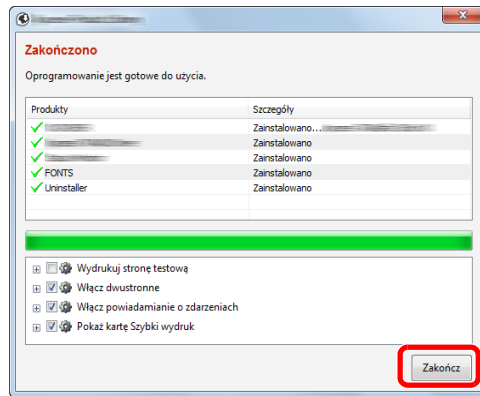 Zakończono
Oprogramowanie jest gotowe do użycia.
Produkty Szczegóły
Zainstalowano...
Zainstalowano
Zainstalowano
FONTS Zainstalowano
Uninstaller Zainstalowano
Wydrukuj stronę testową
Włącz dwustronne
Włącz powiadamianie o zdarzeniach
Pokaż kartę Szybki wydruk
Zakończ